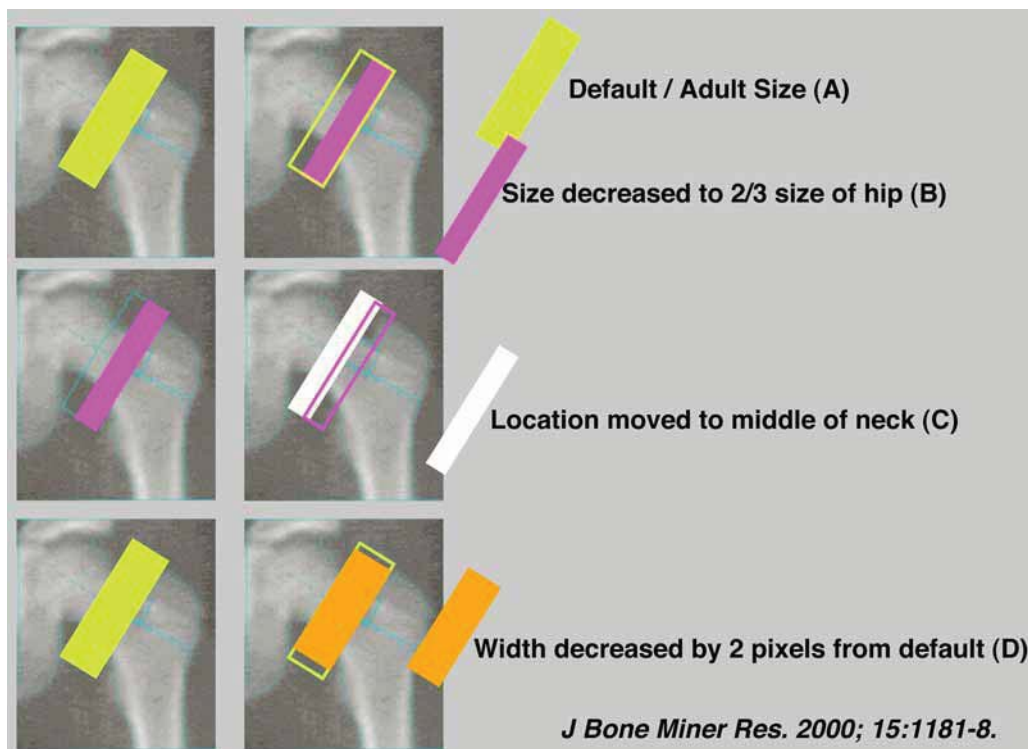 Default / Adult Size (A)
Size decreased to 2/3 size of hip (B)
Location moved to middle of neck (C)
Width decreased by 2 pixels from default (D)
J Bone Miner Res. 2000; 15:1181-8.